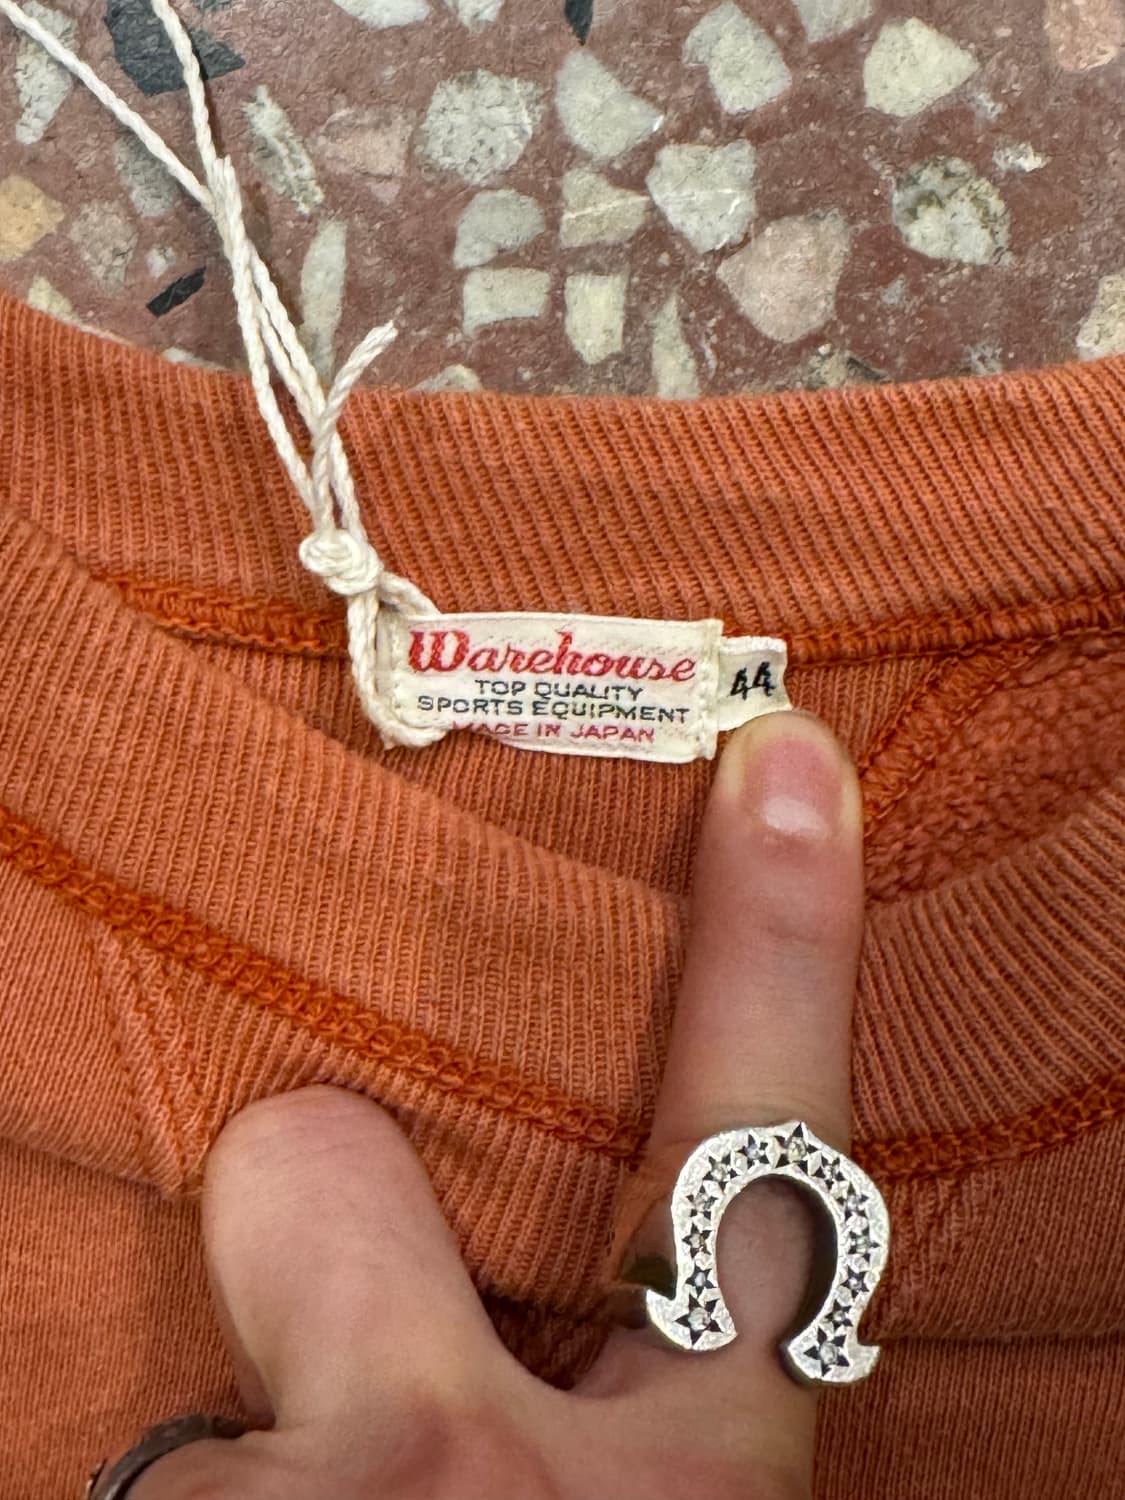 Warehouse
TOP QUALITY
SPORTS EQUIPMENT
MADE IN JAPAN
44